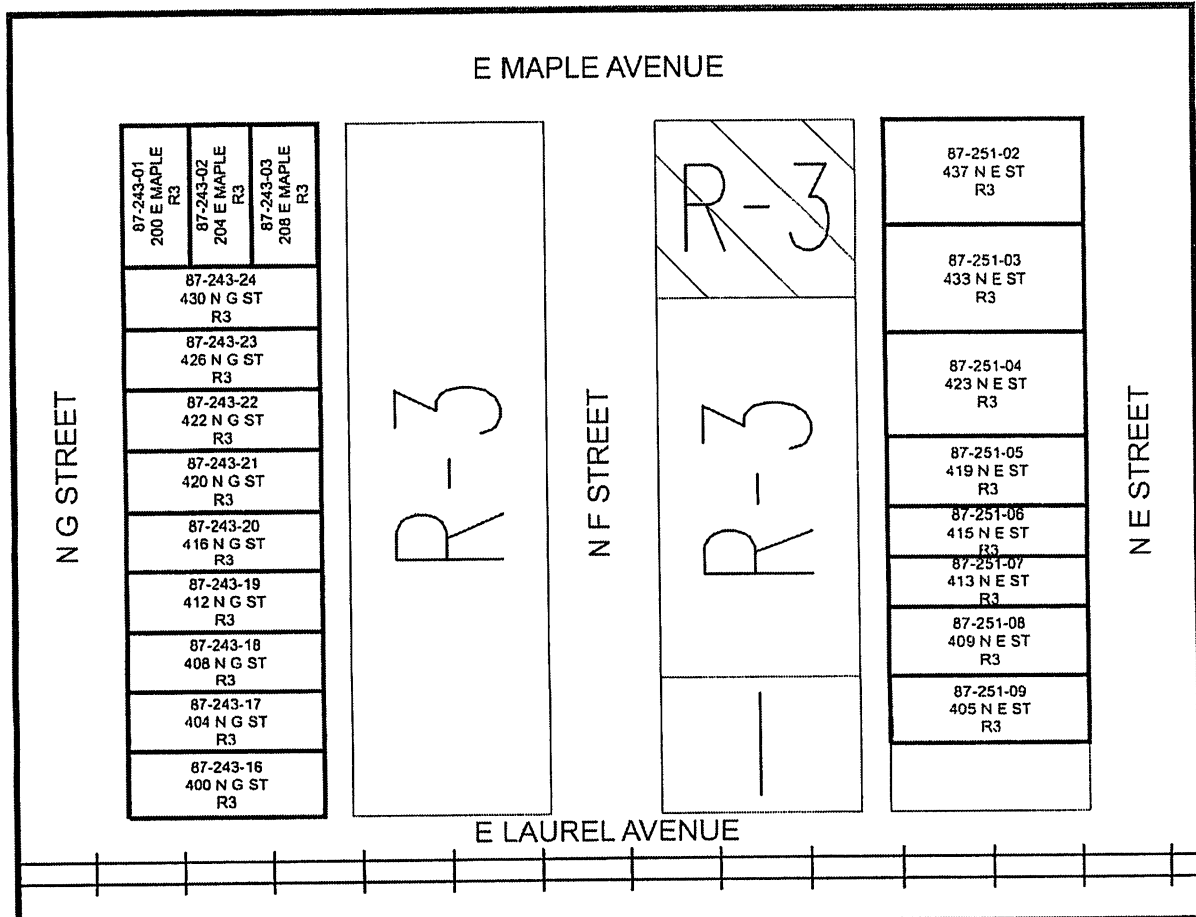 E MAPLE AVENUE
87-243-01
200 E MAPLE
R3
87-243-02
204 E MAPLE
R3
87-243-03
208 E MAPLE
R3
87-243-24
430 N G ST
R3
87-243-23
426 N G ST
R3
87-243-22
422 N G ST
R3
87-243-21
420 N G ST
R3
87-243-20
416 N G ST
R3
87-243-19
412 N G ST
R3
87-243-18
408 N G ST
R3
87-243-17
404 N G ST
R3
87-243-16
400 N G ST
R3
N G STREET
R-3
N F STREET
R-3
R-3
I
87-251-02
437 N E ST
R3
87-251-03
433 N E ST
R3
87-251-04
423 N E ST
R3
87-251-05
419 N E ST
R3
87-251-06
415 N E ST
R3
87-251-07
413 N E ST
R3
87-251-08
409 N E ST
R3
87-251-09
405 N E ST
R3
N E STREET
E LAUREL AVENUE